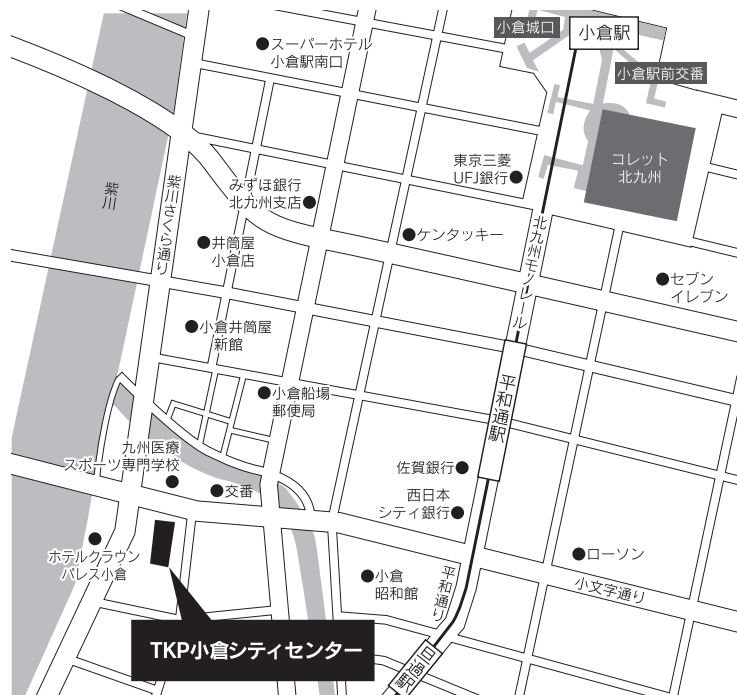 小倉城口
小倉駅
スーパーホテル
小倉駅南口
小倉駅前交番
東京三菱
UFJ銀行
コレット
北九州
みずほ銀行
北九州支店
紫川
紫川さくら通り
ケンタッキー
北九州モノレール
井筒屋
小倉店
セブン
イレブン
小倉井筒屋
新館
平和通駅
小倉船場
郵便局
九州医療
スポーツ専門学校
佐賀銀行
交番
西日本
シティ銀行
ホテルクラウン
パレス小倉
ローソン
小倉
昭和館
平和通り
小文字通り
TKP小倉シティセンター
旦過駅